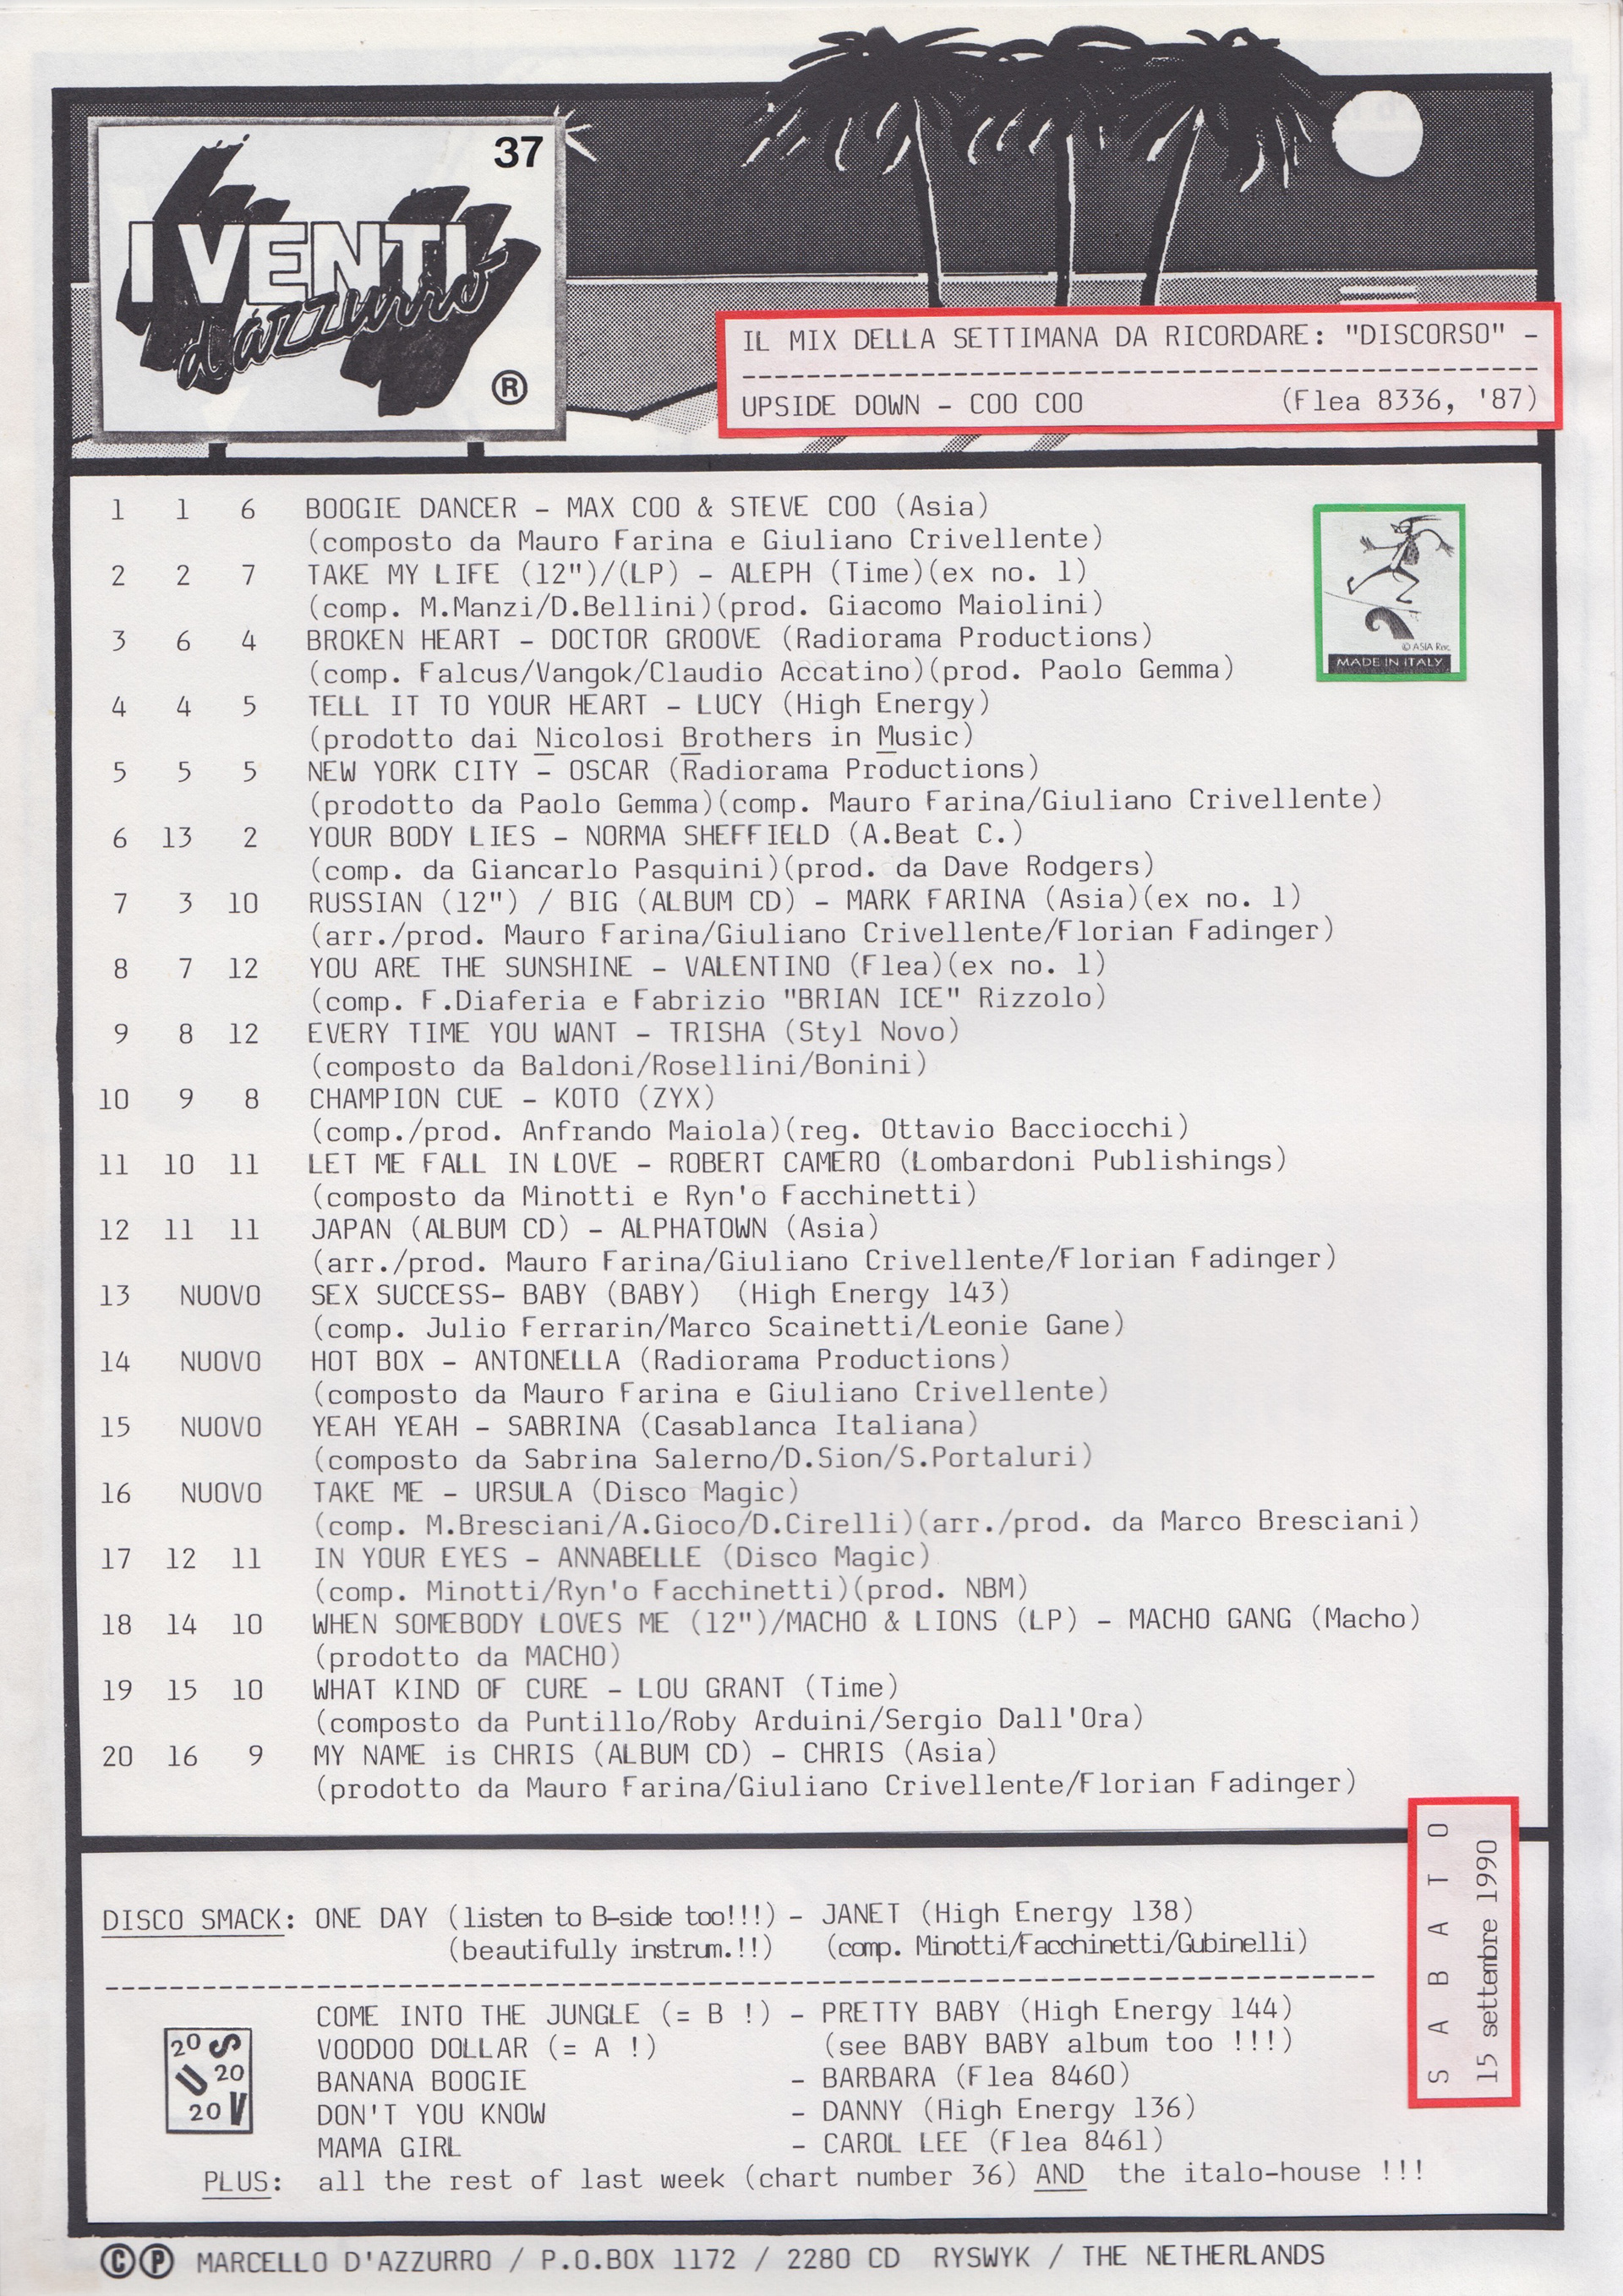 37
I VENTI
d'azzurro
®
IL MIX DELLA SETTIMANA DA RICORDARE: "DISCORSO" -
UPSIDE DOWN - COO COO (Flea 8336, '87)
1 1 6 BOOGIE DANCER - MAX COO & STEVE COO (Asia)
(composto da Mauro Farina e Giuliano Crivellente)
2 2 7 TAKE MY LIFE (12")/(LP) - ALEPH (Time)(ex no. 1)
(comp. M.Manzi/D.Bellini)(prod. Giacomo Maiolini)
3 6 4 BROKEN HEART - DOCTOR GROOVE (Radiorama Productions)
(comp. Falcus/Vangok/Claudio Accatino)(prod. Paolo Gemma)
© ASIA Rec.
MADE IN ITALY
4 4 5 TELL IT TO YOUR HEART - LUCY (High Energy)
(prodotto dai Nicolosi Brothers in Music)
5 5 5 NEW YORK CITY - OSCAR (Radiorama Productions)
(prodotto da Paolo Gemma)(comp. Mauro Farina/Giuliano Crivellente)
6 13 2 YOUR BODY LIES - NORMA SHEFFIELD (A.Beat C.)
(comp. da Giancarlo Pasquini)(prod. da Dave Rodgers)
7 3 10 RUSSIAN (12") / BIG (ALBUM CD) - MARK FARINA (Asia)(ex no. 1)
(arr./prod. Mauro Farina/Giuliano Crivellente/Florian Fadinger)
8 7 12 YOU ARE THE SUNSHINE - VALENTINO (Flea)(ex no. 1)
(comp. F.Diaferia e Fabrizio "BRIAN ICE" Rizzolo)
9 8 12 EVERY TIME YOU WANT - TRISHA (Styl Novo)
(composto da Baldoni/Rosellini/Bonini)
10 9 8 CHAMPION CUE - KOTO (ZYX)
(comp./prod. Anfrando Maiola)(reg. Ottavio Bacciocchi)
11 10 11 LET ME FALL IN LOVE - ROBERT CAMERO (Lombardoni Publishings)
(composto da Minotti e Ryn'o Facchinetti)
12 11 11 JAPAN (ALBUM CD) - ALPHATOWN (Asia)
(arr./prod. Mauro Farina/Giuliano Crivellente/Florian Fadinger)
13 NUOVO SEX SUCCESS- BABY (BABY) (High Energy 143)
(comp. Julio Ferrarin/Marco Scainetti/Leonie Gane)
14 NUOVO HOT BOX - ANTONELLA (Radiorama Productions)
(composto da Mauro Farina e Giuliano Crivellente)
15 NUOVO YEAH YEAH - SABRINA (Casablanca Italiana)
(composto da Sabrina Salerno/D.Sion/S.Portaluri)
16 NUOVO TAKE ME - URSULA (Disco Magic)
(comp. M.Bresciani/A.Gioco/D.Cirelli)(arr./prod. da Marco Bresciani)
17 12 11 IN YOUR EYES - ANNABELLE (Disco Magic)
(comp. Minotti/Ryn'o Facchinetti)(prod. NBM)
18 14 10 WHEN SOMEBODY LOVES ME (12")/MACHO & LIONS (LP) - MACHO GANG (Macho)
(prodotto da MACHO)
19 15 10 WHAT KIND OF CURE - LOU GRANT (Time)
(composto da Puntillo/Roby Arduini/Sergio Dall'Ora)
20 16 9 MY NAME is CHRIS (ALBUM CD) - CHRIS (Asia)
(prodotto da Mauro Farina/Giuliano Crivellente/Florian Fadinger)
SABATO
15 settembre 1990
DISCO SMACK: ONE DAY (listen to B-side too!!!) - JANET (High Energy 138)
(beautifully instrum.!!) (comp. Minotti/Facchinetti/Gubinelli)
COME INTO THE JUNGLE (= B !) - PRETTY BABY (High Energy 144)
VOODOO DOLLAR (= A !) (see BABY BABY album too !!!)
BANANA BOOGIE - BARBARA (Flea 8460)
DON'T YOU KNOW - DANNY (High Energy 136)
MAMA GIRL - CAROL LEE (Flea 8461)
20 S
U 20
20 V
PLUS: all the rest of last week (chart number 36) AND the italo-house !!!
©℗ MARCELLO D'AZZURRO / P.O.BOX 1172 / 2280 CD RYSWYK / THE NETHERLANDS